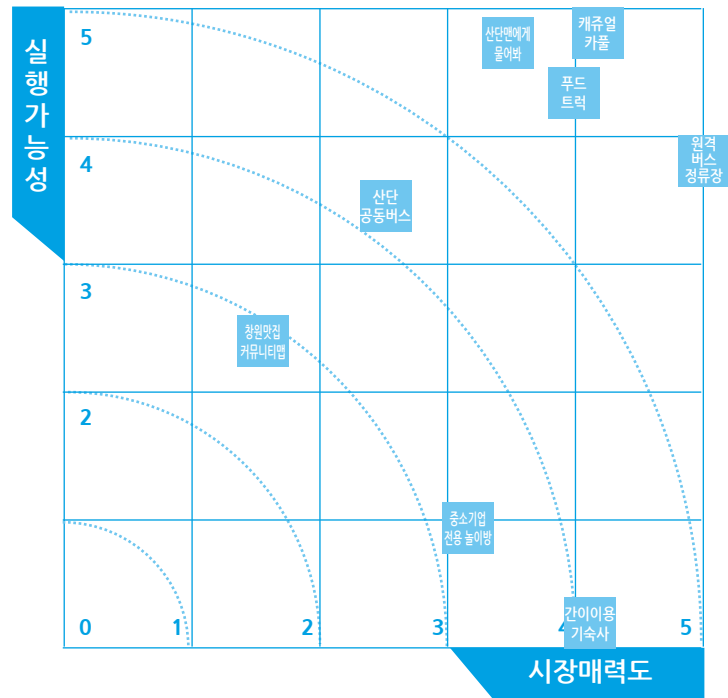 실행가능성
5
산단맨에게
물어봐
캐쥬얼
카풀
푸드
트럭
4
원격
버스
정류장
산단
공동버스
3
창원맛집
커뮤니티맵
2
중소기업
전용 놀이방
간이이용
기숙사
0
1
2
3
4
5
시장매력도